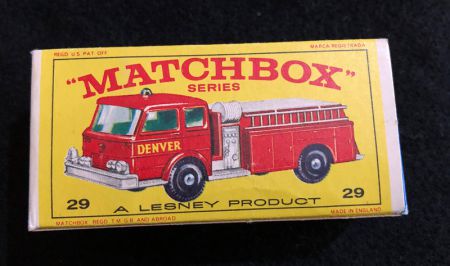 REGD U.S. PAT. OFF. MARCA REGISTRADA
"MATCHBOX"
SERIES
DENVER
29 29
A LESNEY PRODUCT
MATCHBOX REGD. T.M. G.B. AND ABROAD MADE IN ENGLAND